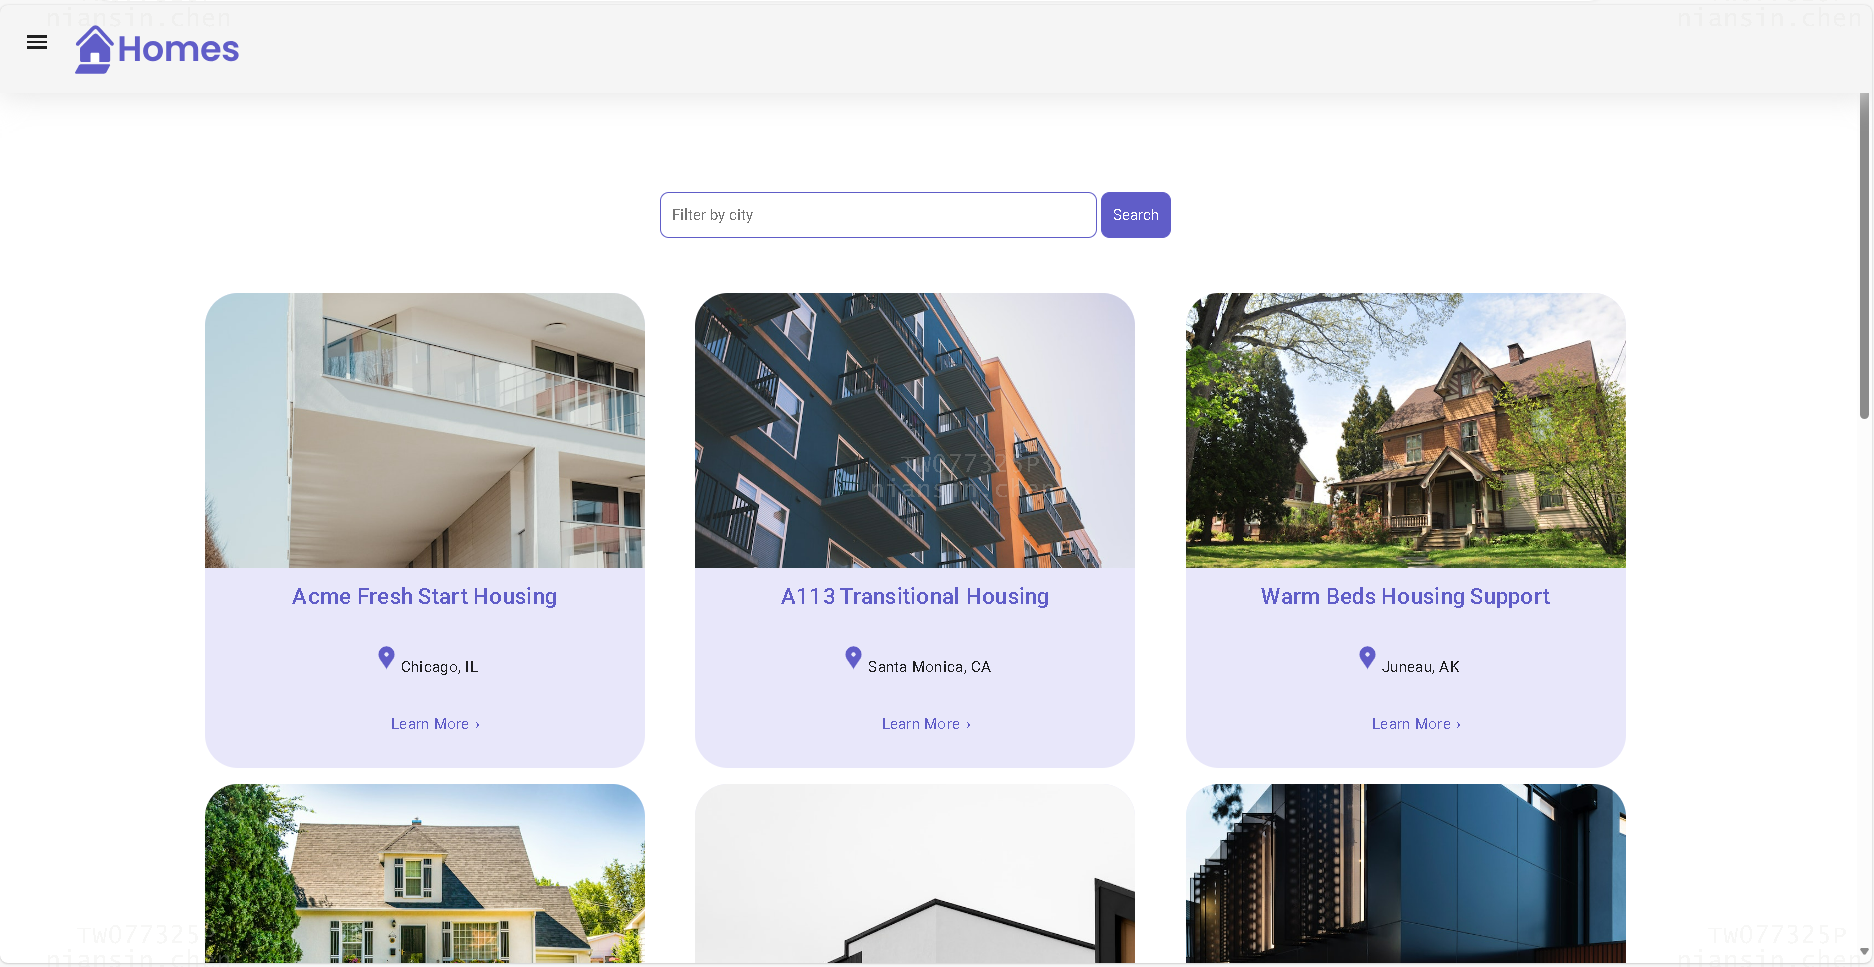 niansin.chen
niansin.chen
Homes
Filter by city
Search
TW077325P
niansin.chen
Acme Fresh Start Housing
A113 Transitional Housing
Warm Beds Housing Support
Chicago, IL
Santa Monica, CA
Juneau, AK
Learn More ›
Learn More ›
Learn More ›
TW077325
TW077325P
niansin.ch
niansin.chen